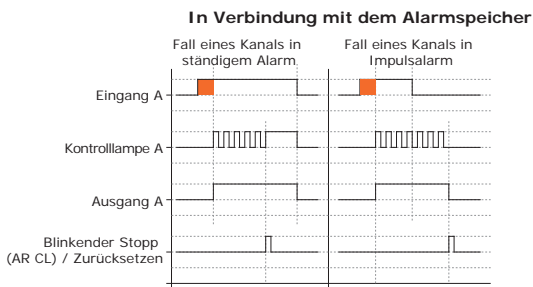 In Verbindung mit dem Alarmspeicher
Fall eines Kanals in
ständigem Alarm
Fall eines Kanals in
Impulsalarm
Eingang A
Kontrolllampe A
Ausgang A
Blinkender Stopp
(AR CL) / Zurücksetzen